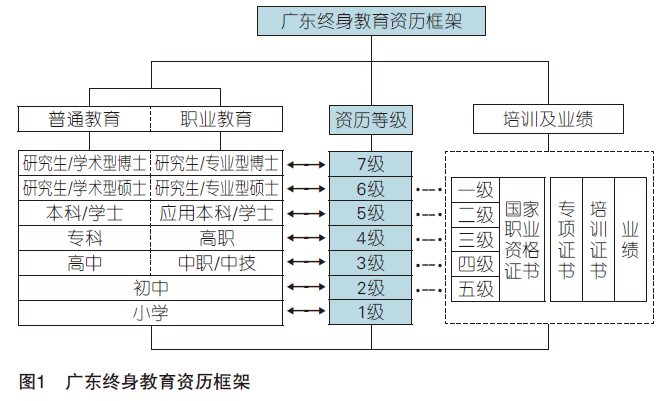 广东终身教育资历框架
普通教育 职业教育 资历等级 培训及业绩
研究生/学术型博士 研究生/专业型博士 7级
研究生/学术型硕士 研究生/专业型硕士 6级 一级
本科/学士 应用本科/学士 5级 二级
专科 高职 4级 三级
高中 中职/中技 3级 四级
初中 2级 五级
小学 1级
国家
职业
资格
证书
专项证书
培训证书
业绩
图1 广东终身教育资历框架